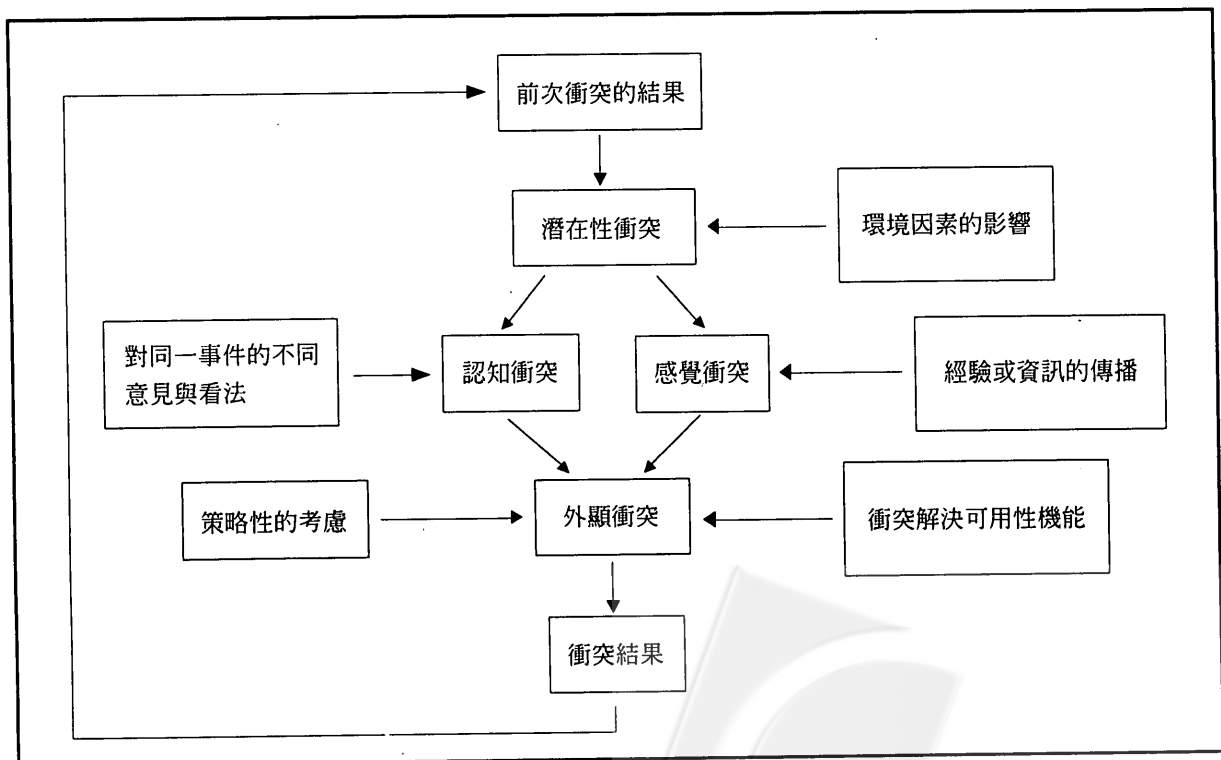 前次衝突的結果
潛在性衝突
環境因素的影響
對同一事件的不同
意見與看法
認知衝突
感覺衝突
經驗或資訊的傳播
策略性的考慮
外顯衝突
衝突解決可用性機能
衝突結果